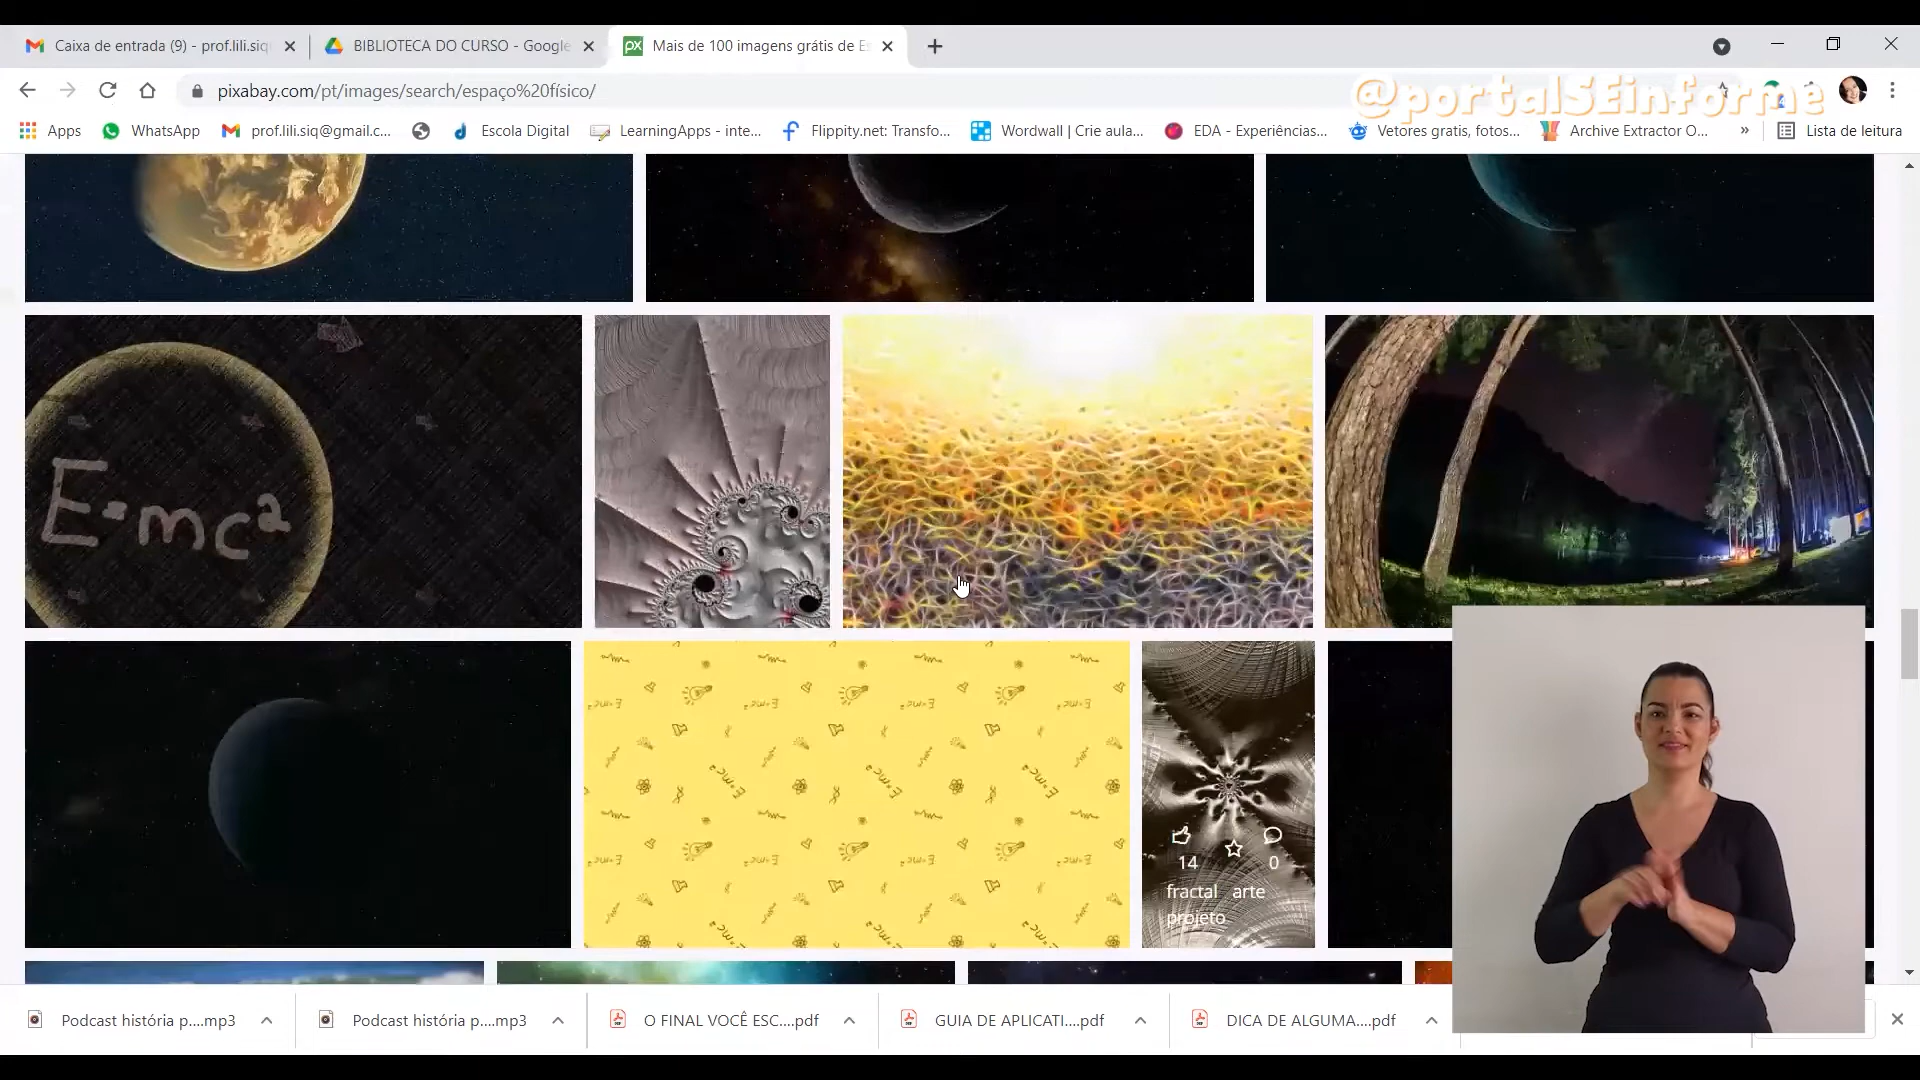 Caixa de entrada (9) - prof.lili.siq
BIBLIOTECA DO CURSO - Google
px
Mais de 100 imagens grátis de Es
pixabay.com/pt/images/search/espaço%20físico/
@portalSEinforme
Apps
WhatsApp
prof.lili.siq@gmail.c...
Escola Digital
LearningApps - inte...
Flippity.net: Transfo...
Wordwall | Crie aula...
EDA - Experiências...
Vetores gratis, fotos...
Archive Extractor O...
»
Lista de leitura
E=mc²
14
0
fractal arte
projeto
Podcast história p....mp3
Podcast história p....mp3
O FINAL VOCÊ ESC....pdf
GUIA DE APLICATI....pdf
DICA DE ALGUMA....pdf